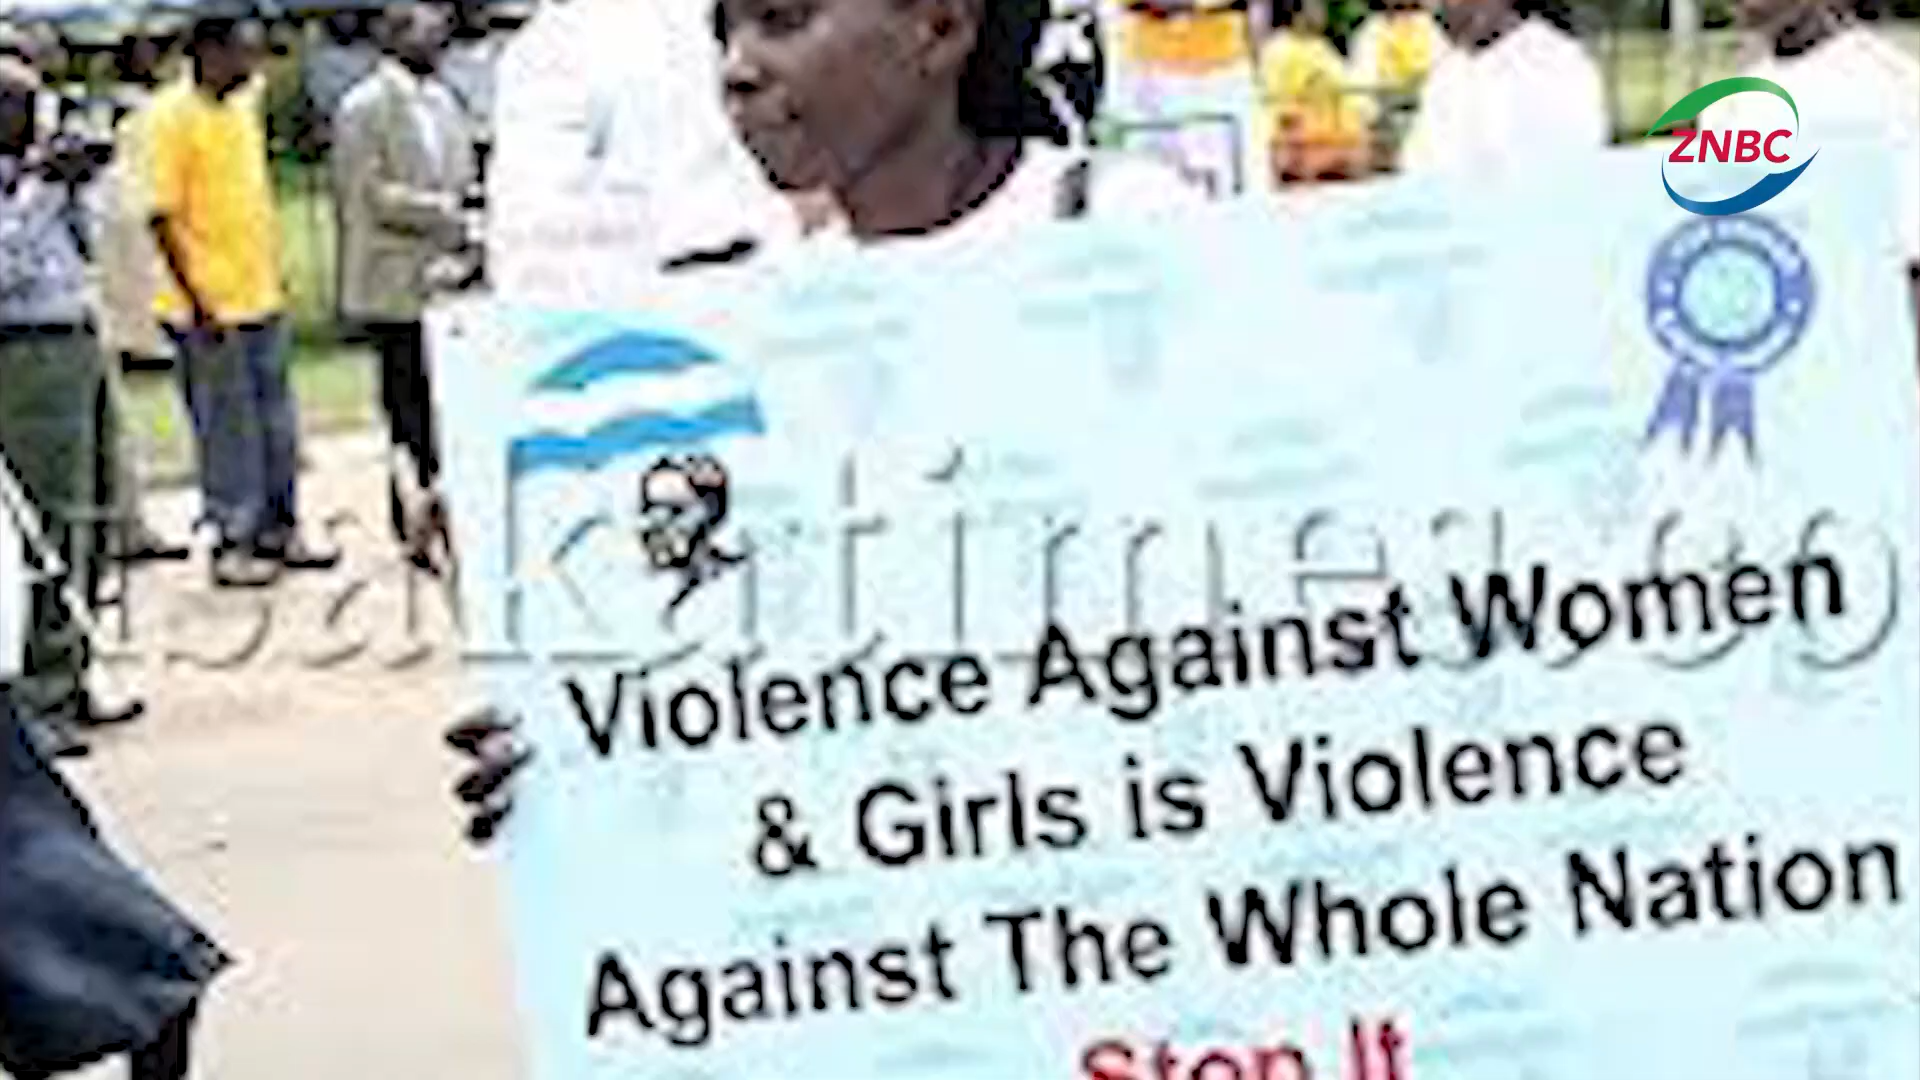 ZNBC
Violence Against Women
& Girls is Violence
Against The Whole Nation
Stop It